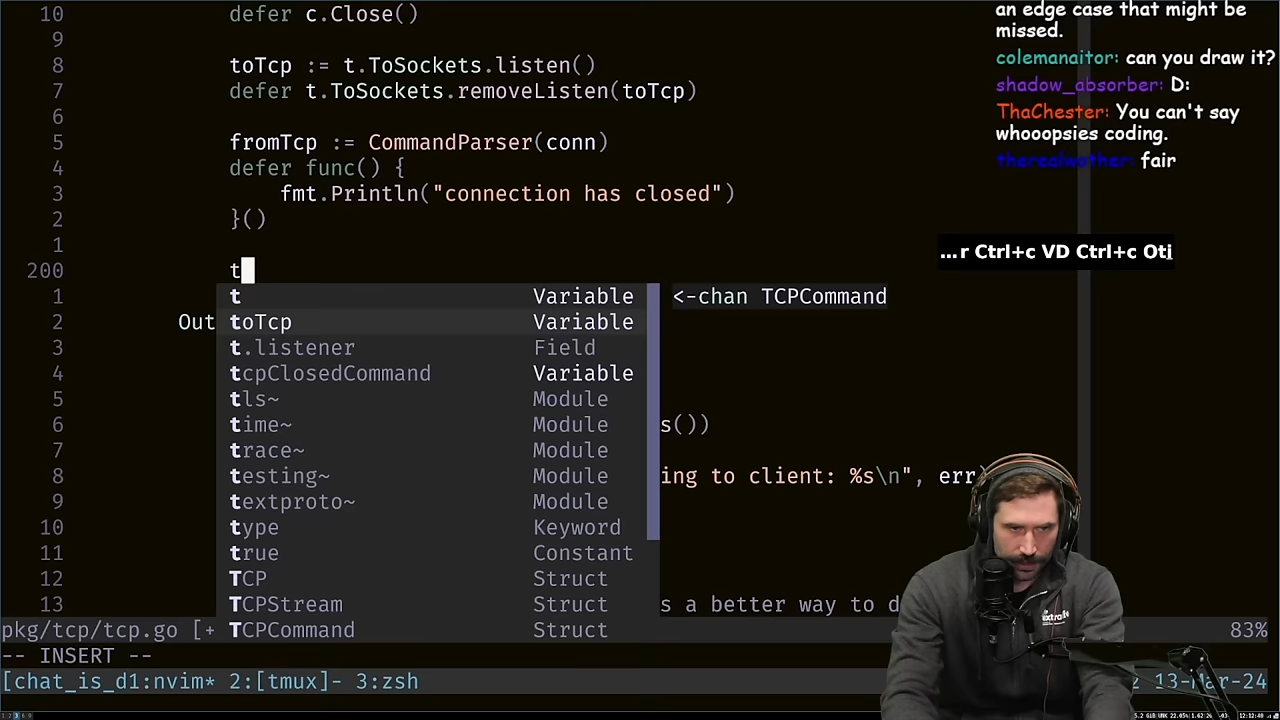 10 defer c.Close()
9
8 toTcp := t.ToSockets.listen()
7 defer t.ToSockets.removeListen(toTcp)
6
5 fromTcp := CommandParser(conn)
4 defer func() {
3 fmt.Println("connection has closed")
2 }()
1
200 t
1 t Variable <-chan TCPCommand
2 Out toTcp Variable
3 t.listener Field
4 tcpClosedCommand Variable
5 tls~ Module
6 time~ Module s())
7 trace~ Module
8 testing~ Module ing to client: %s\n", err
9 textproto~ Module
10 type Keyword
11 true Constant
12 TCP Struct
13 TCPStream Struct s a better way to d
TCPCommand Struct
pkg/tcp/tcp.go [+ 83%
-- INSERT --
[chat_is_d1:nvim* 2:[tmux]- 3:zsh 2 13-Mar-24
an edge case that might be
missed.
colemanaitor: can you draw it?
shadow_absorber: D:
ThaChester: You can't say
whooopsies coding.
therealwother: fair
...r Ctrl+c VD Ctrl+c Oti